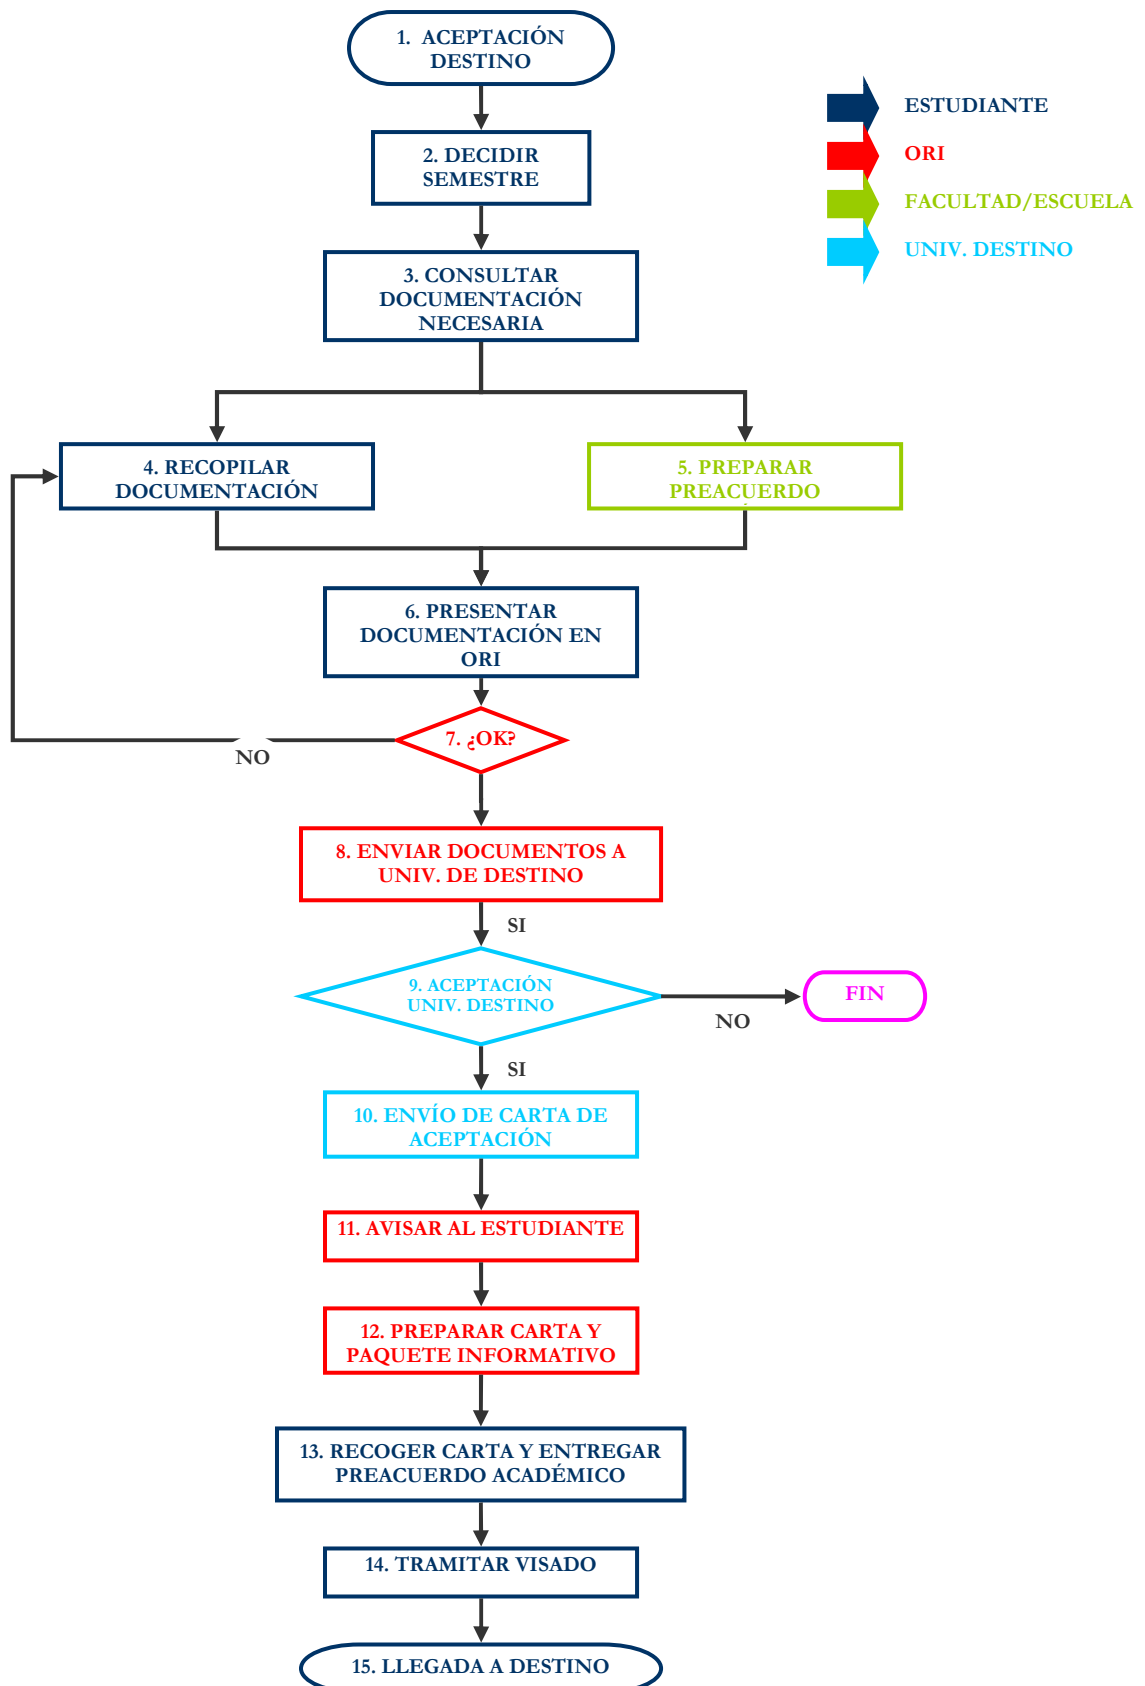 1. ACEPTACIÓN
DESTINO
ESTUDIANTE
ORI
FACULTAD/ESCUELA
UNIV. DESTINO
2. DECIDIR
SEMESTRE
3. CONSULTAR
DOCUMENTACIÓN
NECESARIA
4. RECOPILAR
DOCUMENTACIÓN
5. PREPARAR
PREACUERDO
6. PRESENTAR
DOCUMENTACIÓN EN
ORI
7. ¿OK?
NO
8. ENVIAR DOCUMENTOS A
UNIV. DE DESTINO
SI
9. ACEPTACIÓN
UNIV. DESTINO
FIN
NO
SI
10. ENVÍO DE CARTA DE
ACEPTACIÓN
11. AVISAR AL ESTUDIANTE
12. PREPARAR CARTA Y
PAQUETE INFORMATIVO
13. RECOGER CARTA Y ENTREGAR
PREACUERDO ACADÉMICO
14. TRAMITAR VISADO
15. LLEGADA A DESTINO